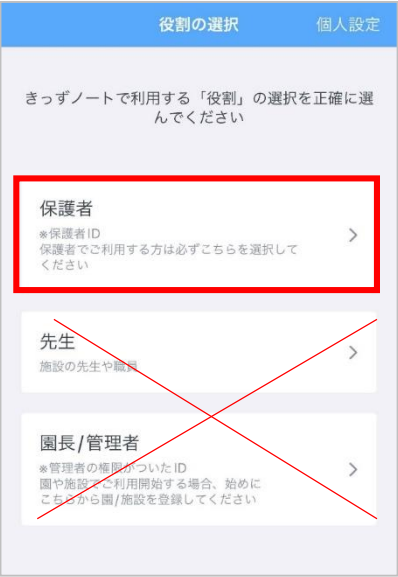 役割の選択 個人設定
きっずノートで利用する「役割」の選択を正確に選
んでください
保護者
※保護者ID
保護者でご利用する方は必ずこちらを選択して
ください
先生
施設の先生や職員
園長/管理者
※管理者の権限がついたID
園や施設でご利用開始する場合、始めに
こちらから園/施設を登録してください